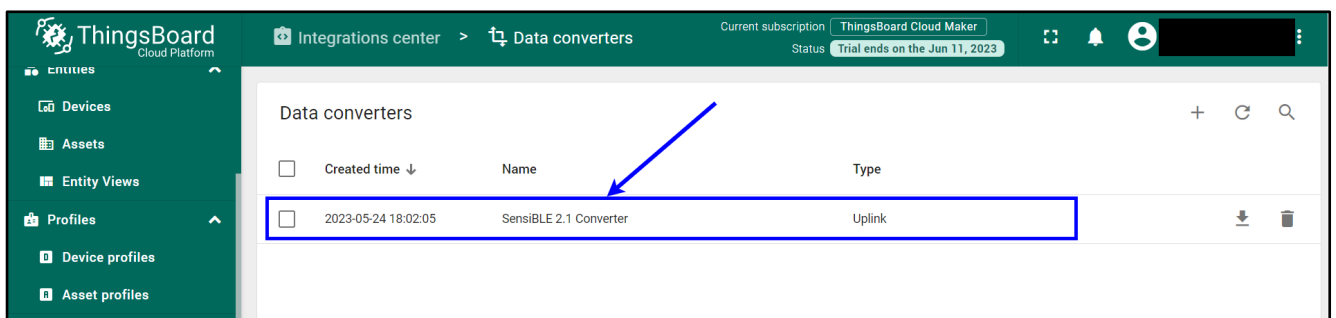 ThingsBoard
Cloud Platform
Integrations center > Data converters
Current subscription ThingsBoard Cloud Maker
Status Trial ends on the Jun 11, 2023
Entities
Devices
Assets
Entity Views
Profiles
D Device profiles
A Asset profiles
Data converters
Created time Name Type
2023-05-24 18:02:05 SensiBLE 2.1 Converter Uplink